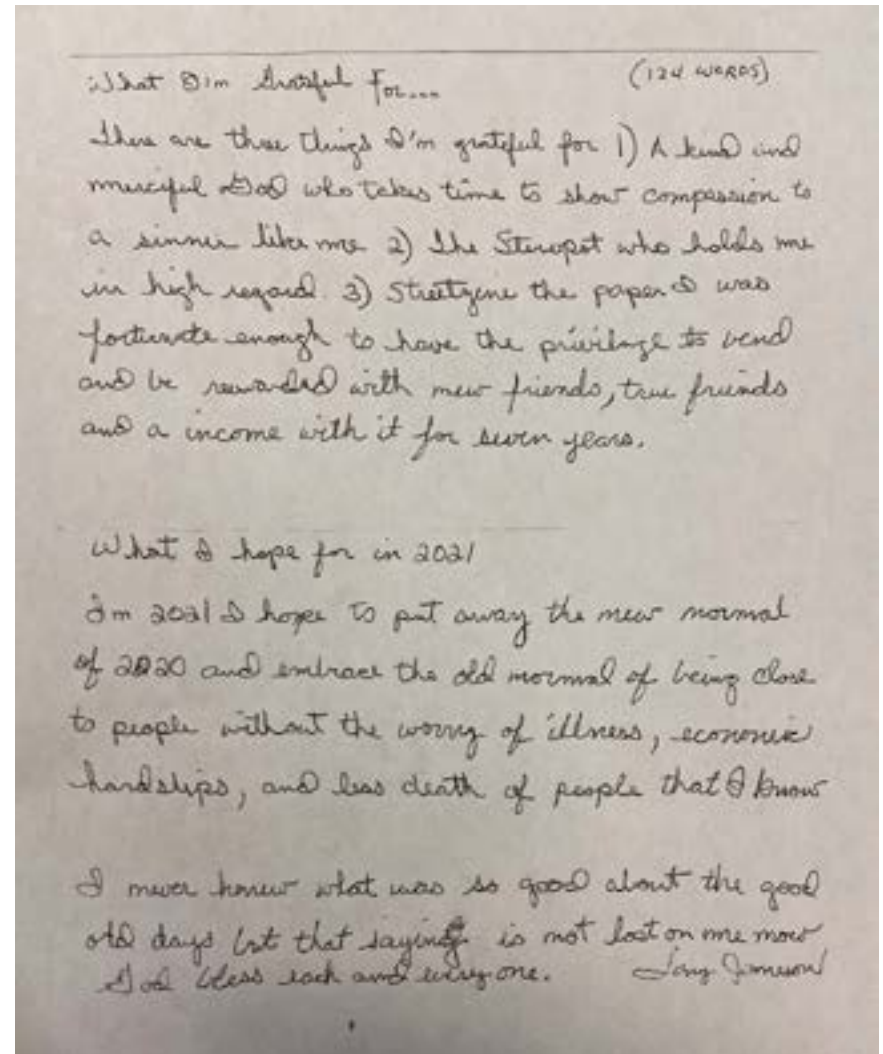 What I'm Grateful For... (124 WORDS)
There are three things I'm grateful for 1) A kind and
merciful God who takes time to show compassion to
a sinner like me 2) The Stewpot who holds me
in high regard. 3) Streetzine the paper I was
fortunate enough to have the privilage to vend
and be rewarded with new friends, true friends
and a income with it for seven years.
What I hope for in 2021
In 2021 I hope to put away the new normal
of 2020 and embrace the old normal of being close
to people without the worry of illness, economic
hardships, and less death of people that I know
I never knew what was so good about the good
old days but that saying is not lost on me now
God bless each and every one.